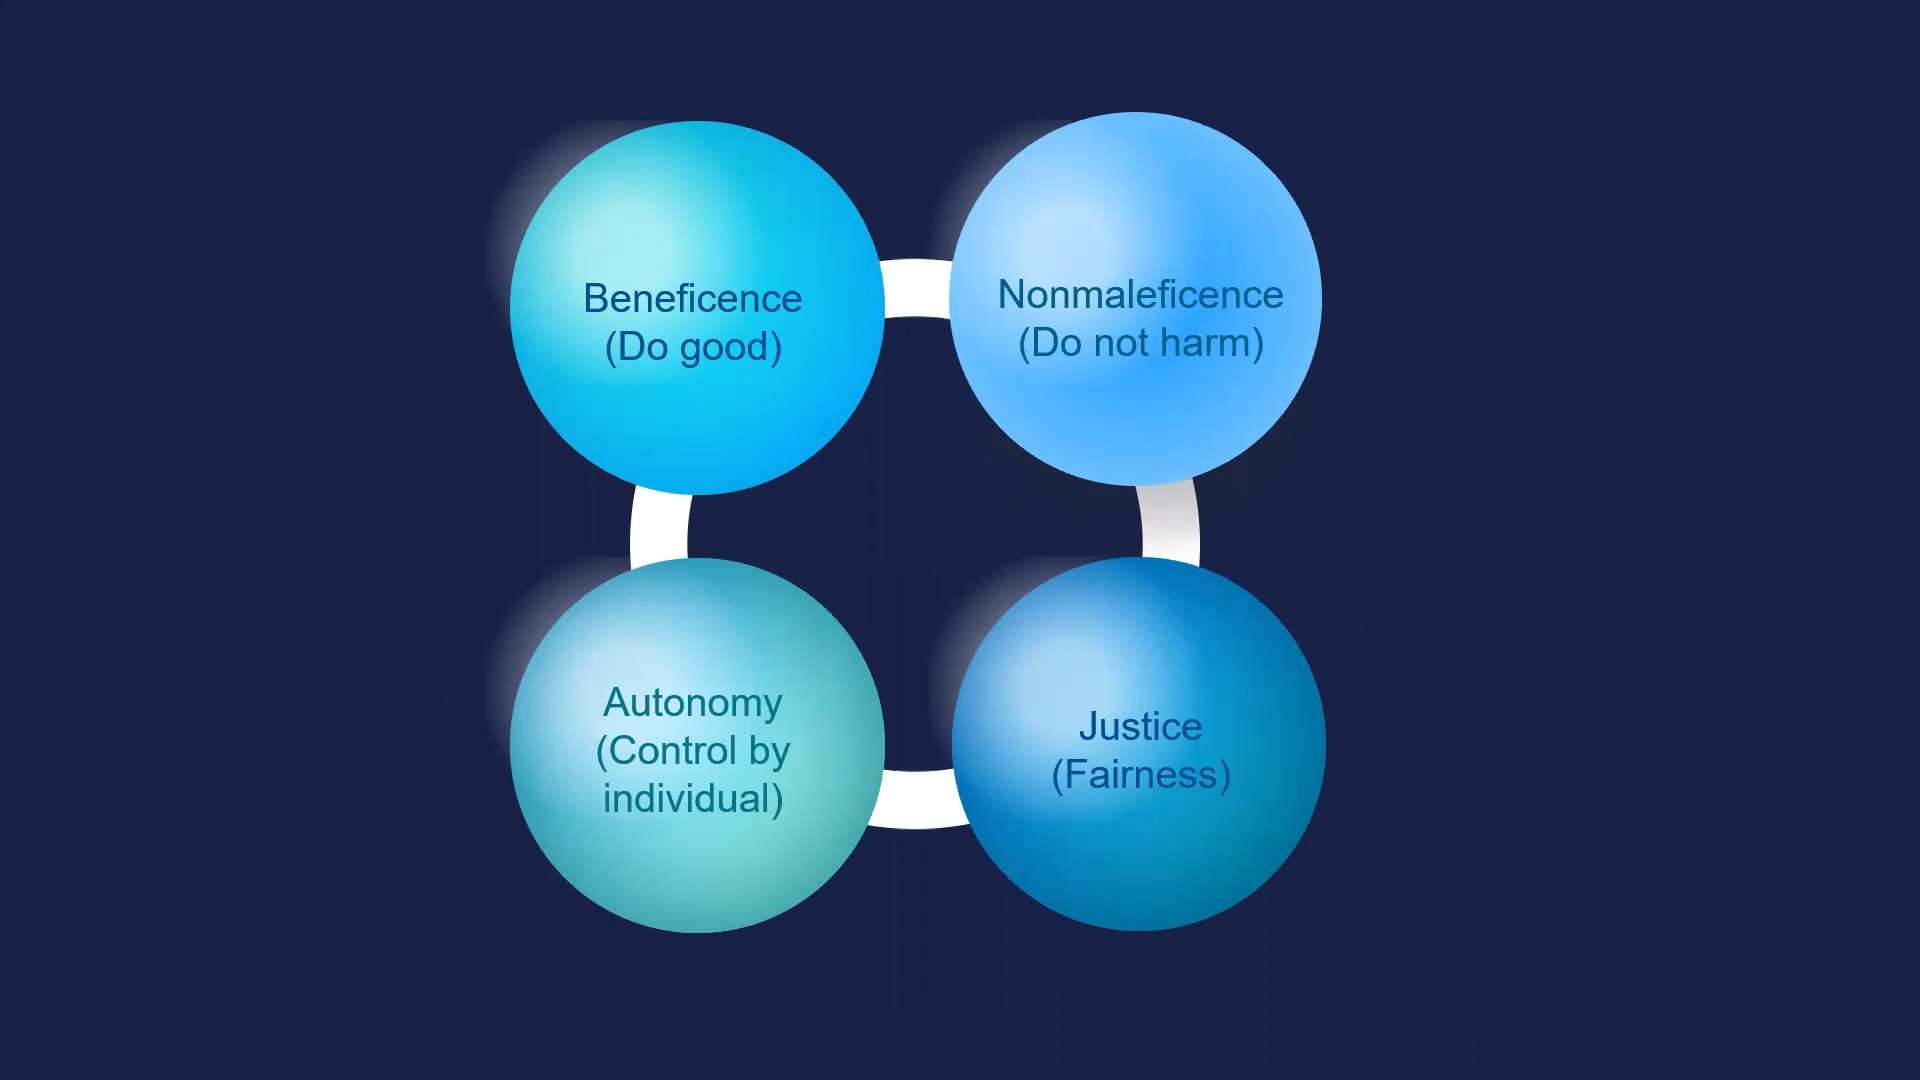 Beneficence
(Do good)
Nonmaleficence
(Do not harm)
Autonomy
(Control by
individual)
Justice
(Fairness)